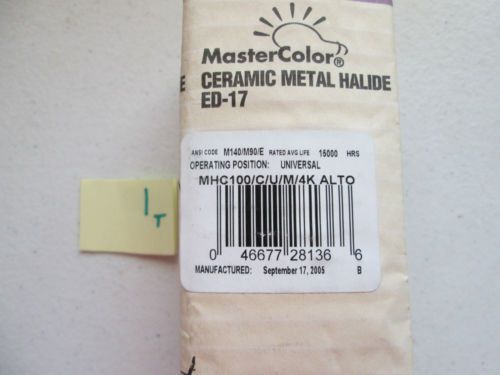 MasterColor®
CERAMIC METAL HALIDE
ED-17
ANSI CODE M140/M90/E RATED AVG LIFE 15000 HRS
OPERATING POSITION: UNIVERSAL
MHC100/C/U/M/4K ALTO
0 46677 28136 6
MANUFACTURED: September 17, 2005 B
1T
E